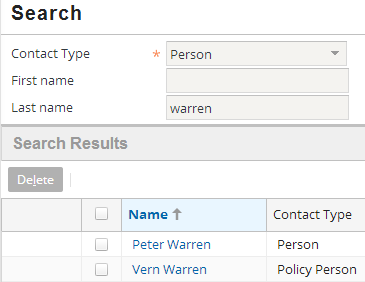 Search
Contact Type * Person
First name
Last name warren
Search Results
Delete
Name ↑ Contact Type
Peter Warren Person
Vern Warren Policy Person